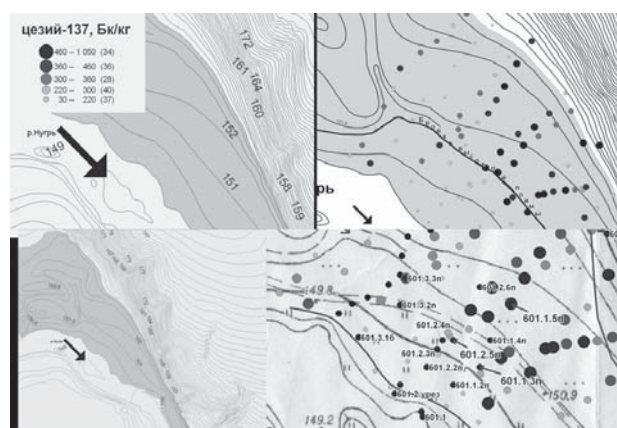 цезий-137, Бк/кг
460 – 1 050 (34)
360 – 460 (36)
300 – 360 (28)
220 – 300 (40)
30 – 220 (37)
р.Нугрь
149
172
161
164
160
152
151
158
159
рь
149.8
601.3.3п
601.3.2п
601.3.1б
601.2.6п
601.1.5п
601.2.4п
601.2.3п
601.1.4п
601.2.5п
601.2.2п
601.1.2п
601.1.3п
601.2.урез
601.1
150,9
149.2